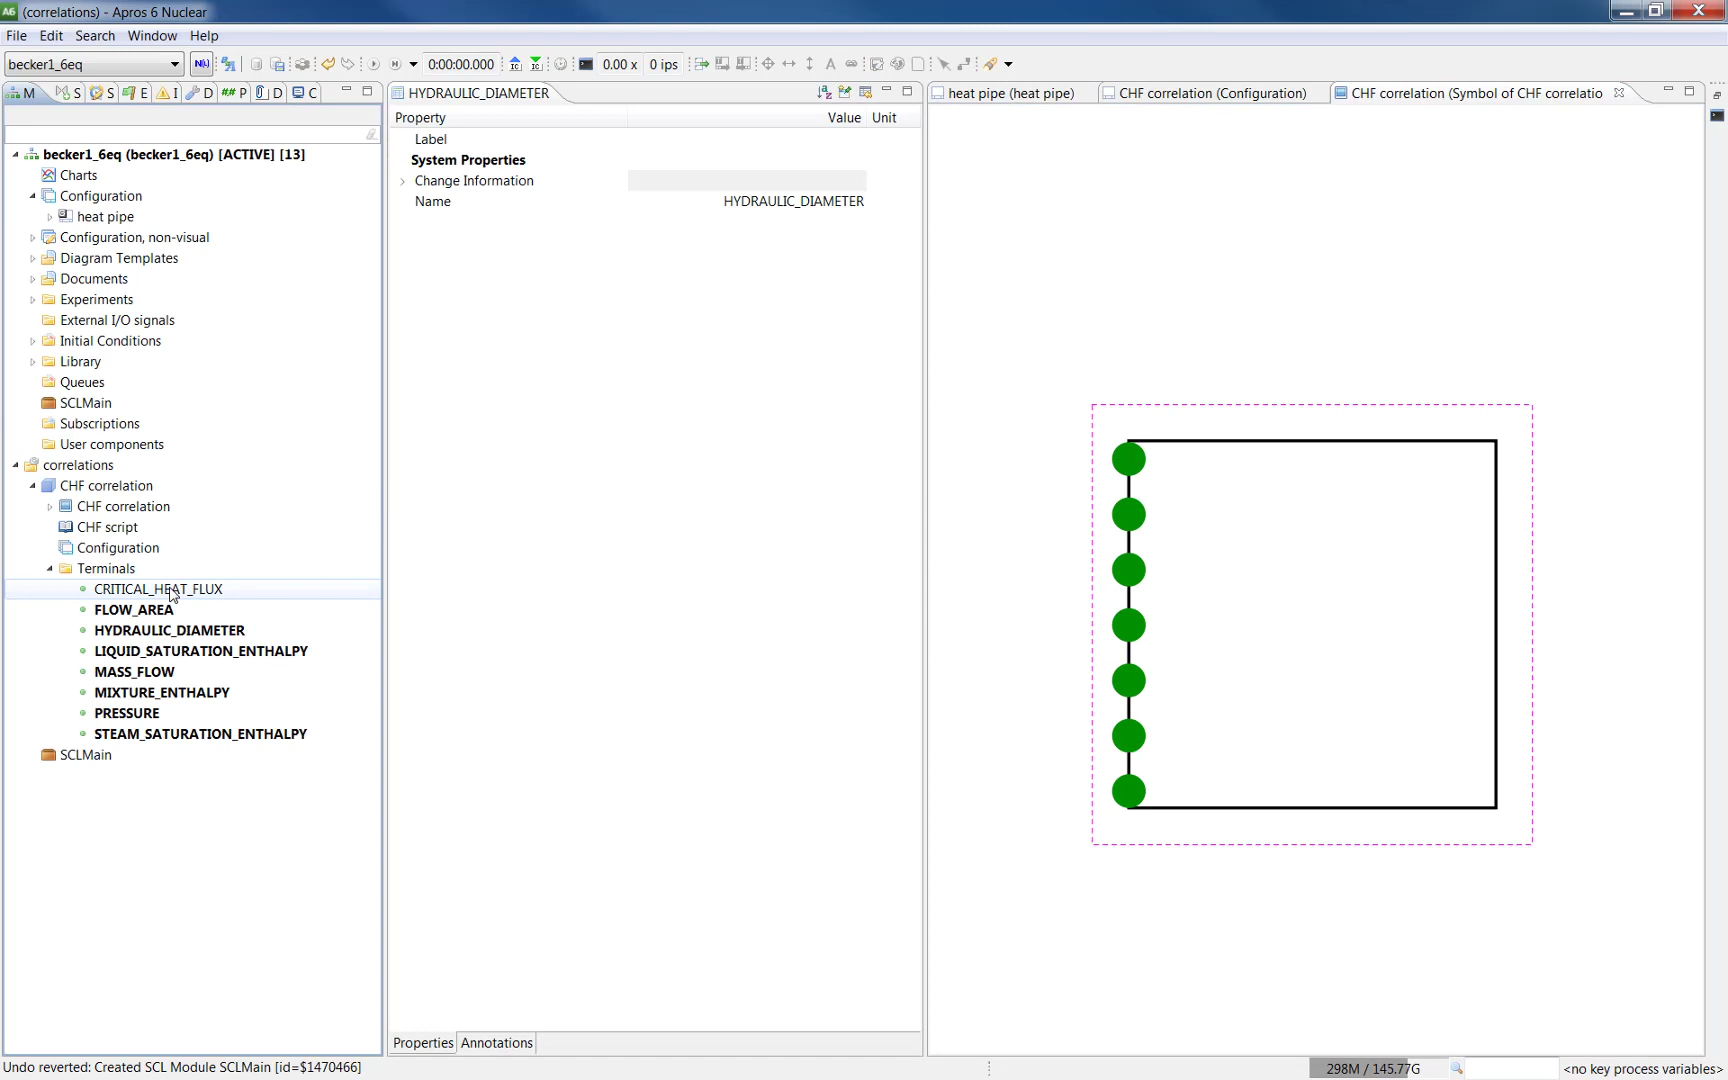 A6 (correlations) - Apros 6 Nuclear
File Edit Search Window Help
becker1_6eq N(L) 0:00:00.000 IC IC 0.00 x 0 ips A
M S S E I D P D C
HYDRAULIC_DIAMETER
heat pipe (heat pipe) CHF correlation (Configuration) CHF correlation (Symbol of CHF correlatio
Property Value Unit
Label
System Properties
Change Information
Name HYDRAULIC_DIAMETER
becker1_6eq (becker1_6eq) [ACTIVE] [13]
Charts
Configuration
heat pipe
Configuration, non-visual
Diagram Templates
Documents
Experiments
External I/O signals
Initial Conditions
Library
Queues
SCLMain
Subscriptions
User components
correlations
CHF correlation
CHF correlation
CHF script
Configuration
Terminals
CRITICAL_HEAT_FLUX
FLOW_AREA
HYDRAULIC_DIAMETER
LIQUID_SATURATION_ENTHALPY
MASS_FLOW
MIXTURE_ENTHALPY
PRESSURE
STEAM_SATURATION_ENTHALPY
SCLMain
Properties Annotations
Undo reverted: Created SCL Module SCLMain [id=$1470466]
298M / 145.77G <no key process variables>